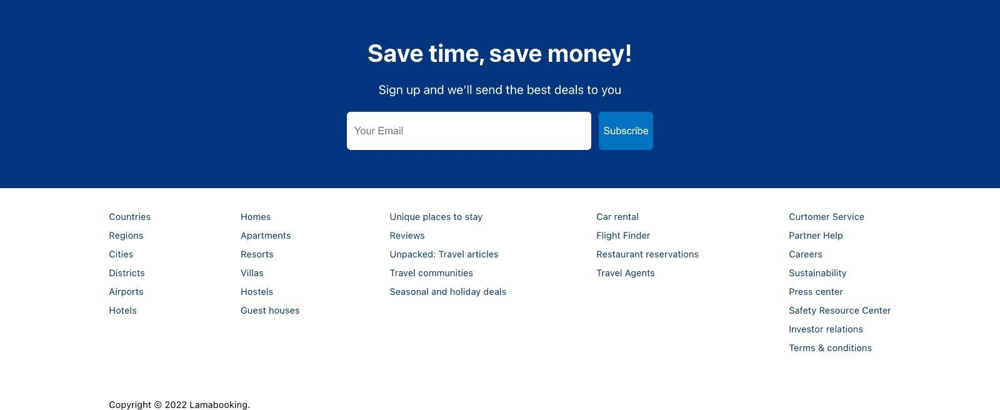 Save time, save money!
Sign up and we'll send the best deals to you
Your Email
Subscribe
Countries
Regions
Cities
Districts
Airports
Hotels
Homes
Apartments
Resorts
Villas
Hostels
Guest houses
Unique places to stay
Reviews
Unpacked: Travel articles
Travel communities
Seasonal and holiday deals
Car rental
Flight Finder
Restaurant reservations
Travel Agents
Curtomer Service
Partner Help
Careers
Sustainability
Press center
Safety Resource Center
Investor relations
Terms & conditions
Copyright © 2022 Lamabooking.